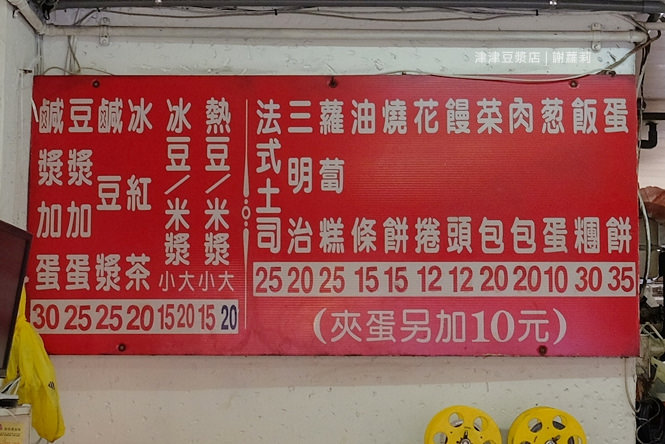 津津豆漿店 | 謝蘿莉
蛋餅 35
飯糰 30
葱蛋 10
肉包 20
菜包 20
饅頭 12
花捲 12
燒餅 15
油條 15
蘿蔔糕 25
三明治 20
法式土司 25
熱豆/米漿 大 20 小 15
冰豆/米漿 大 20 小 15
冰紅茶 20
鹹豆漿 25
豆漿加蛋 25
鹹漿加蛋 30
(夾蛋另加10元)